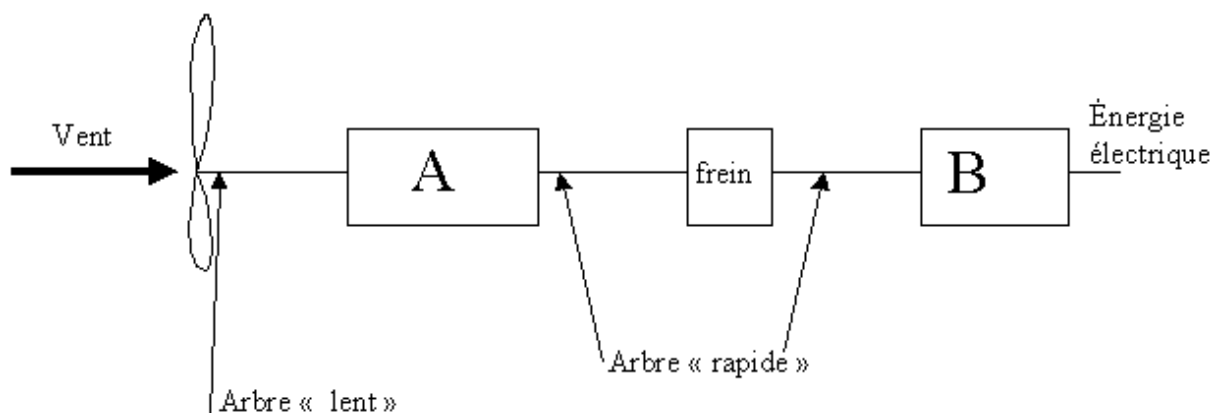 Vent
A
frein
B
Énergie
électrique
Arbre « rapide »
Arbre « lent »